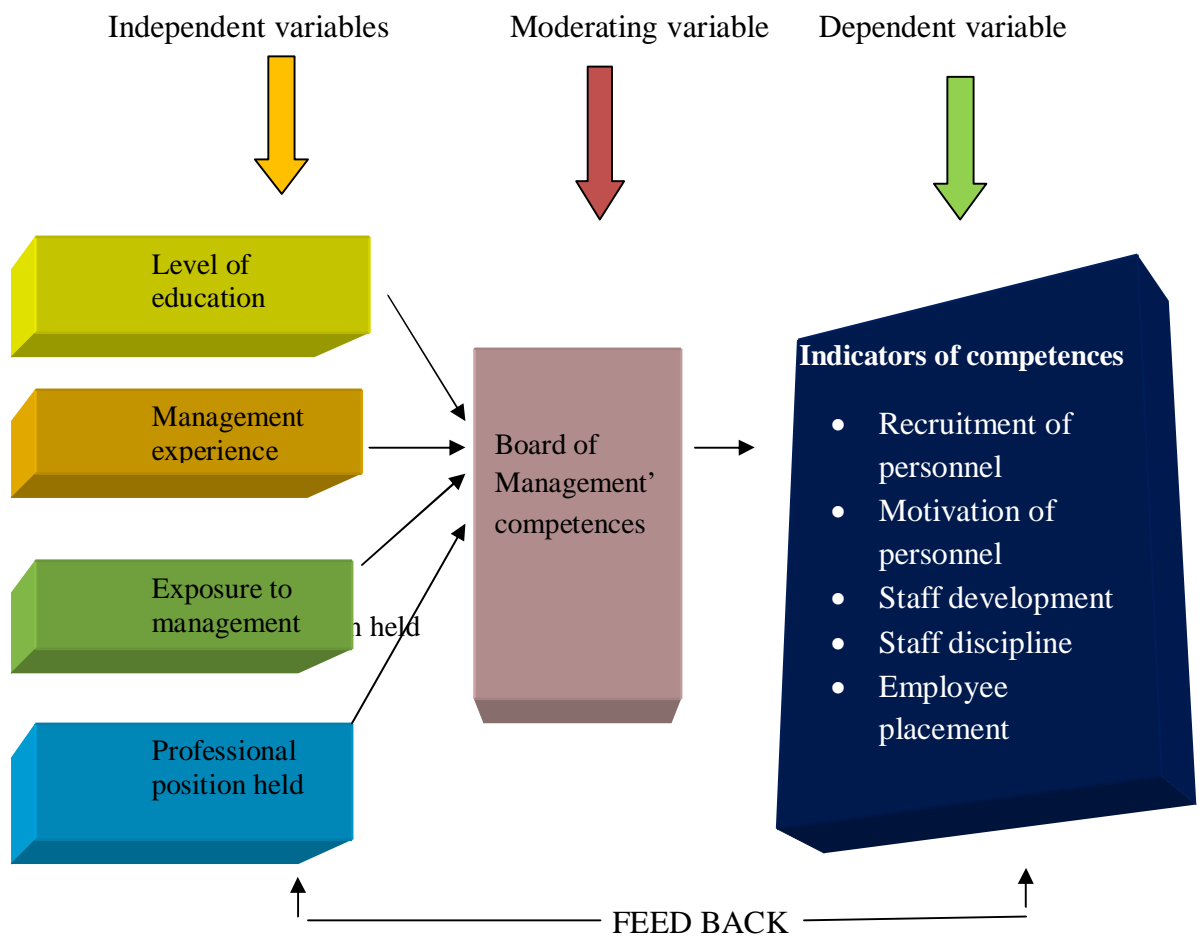 Independent variables
Moderating variable
Dependent variable
Level of
education
Management
experience
Exposure to
management
held
Professional
position held
Board of
Management’
competences
Indicators of competences
• Recruitment of
personnel
• Motivation of
personnel
• Staff development
• Staff discipline
• Employee
placement
FEED BACK